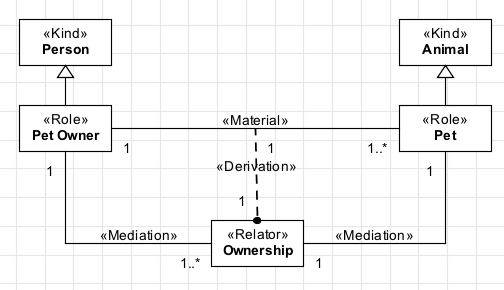 «Kind»
Person
«Kind»
Animal
«Role»
Pet Owner
«Material»
«Role»
Pet
1
1
1..*
1
«Derivation»
1
1
«Mediation»
«Relator»
Ownership
«Mediation»
1..*
1